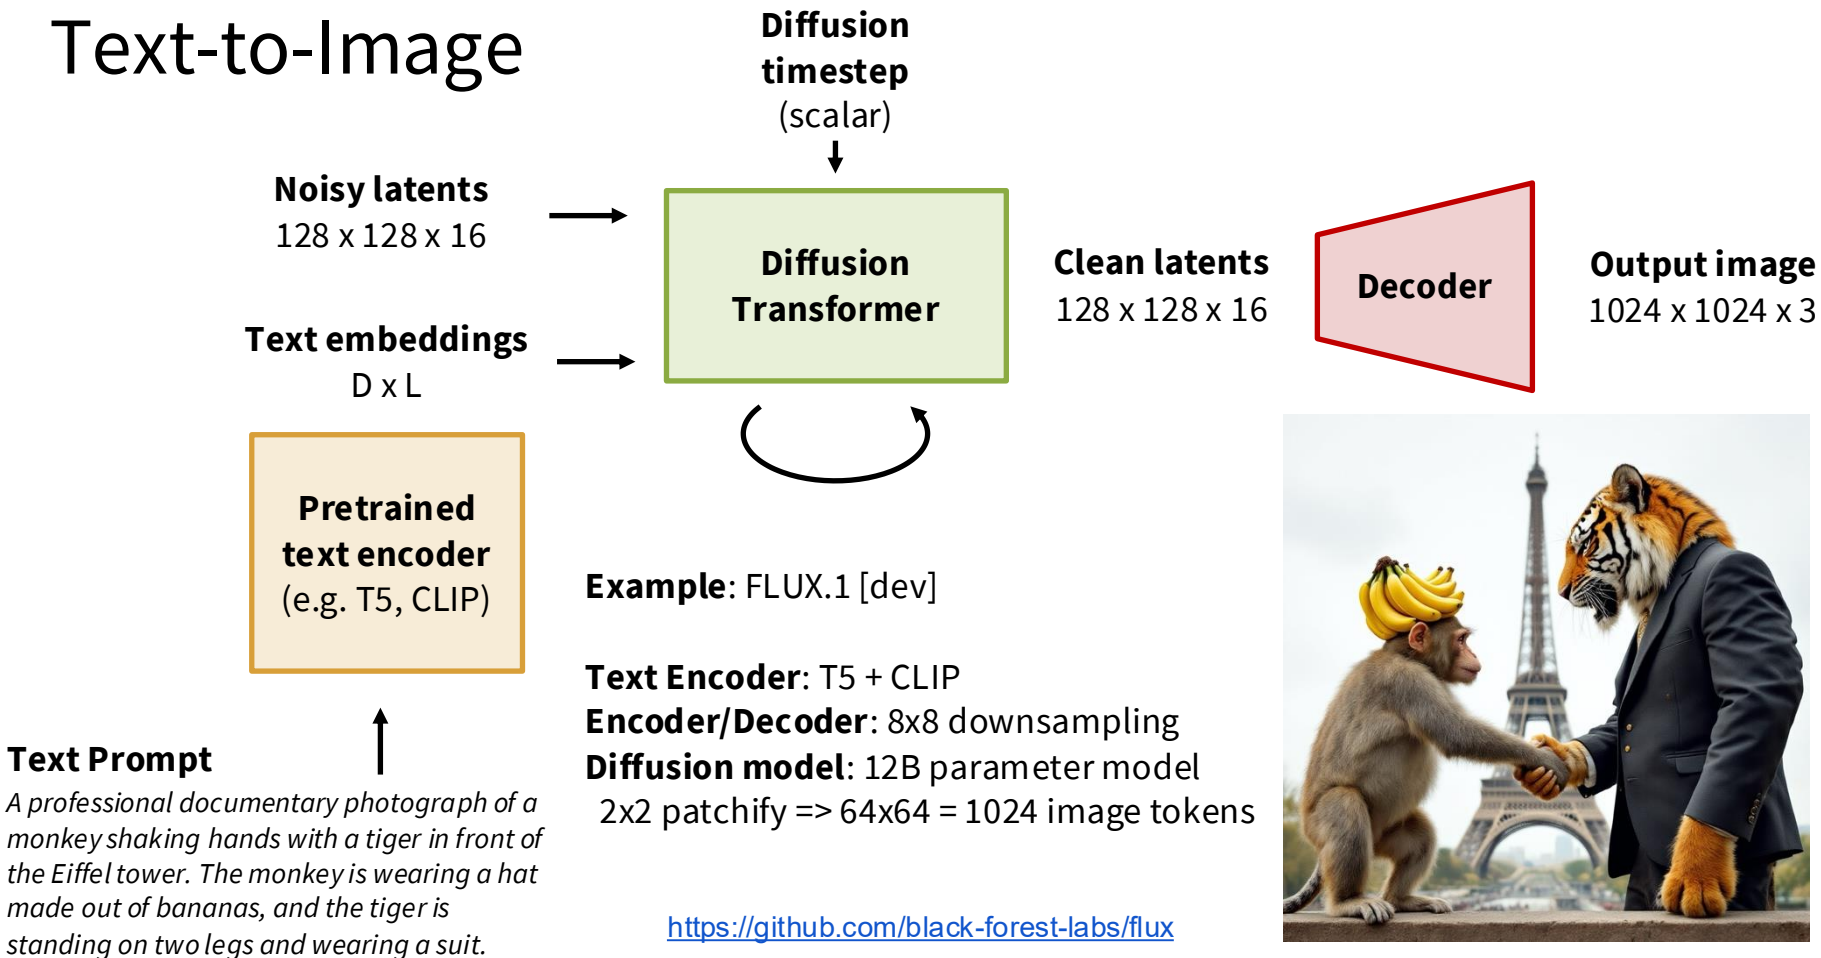 Text-to-Image
Diffusion
timestep
(scalar)
Noisy latents
128 x 128 x 16
Text embeddings
D x L
Diffusion
Transformer
Clean latents
128 x 128 x 16
Decoder
Output image
1024 x 1024 x 3
Pretrained
text encoder
(e.g. T5, CLIP)
Text Prompt
A professional documentary photograph of a
monkey shaking hands with a tiger in front of
the Eiffel tower. The monkey is wearing a hat
made out of bananas, and the tiger is
standing on two legs and wearing a suit.
Example: FLUX.1 [dev]
Text Encoder: T5 + CLIP
Encoder/Decoder: 8x8 downsampling
Diffusion model: 12B parameter model
2x2 patchify => 64x64 = 1024 image tokens
https://github.com/black-forest-labs/flux